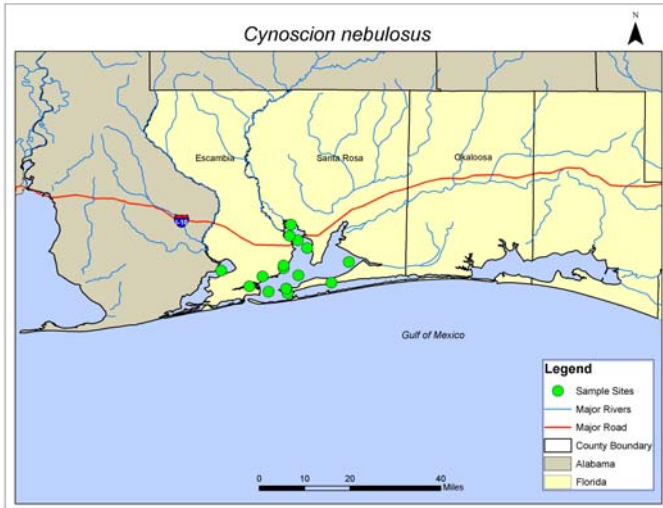 Cynoscion nebulosus
N
Escambia
Santa Rosa
Okaloosa
Gulf of Mexico
Legend
Sample Sites
Major Rivers
Major Road
County Boundary
Alabama
Florida
0 10 20 40
Miles